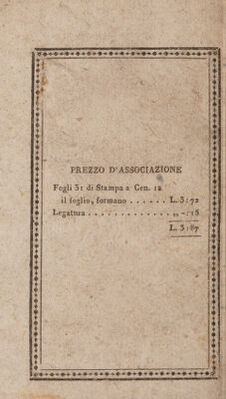 PREZZO D'ASSOCIAZIONE
Fogli 31 di Stampa a Cen. 12
il foglio, formano . . . . . . L. 3:72
Legatura . . . . . . . . . . . . . ,, -:15
L. 3:87